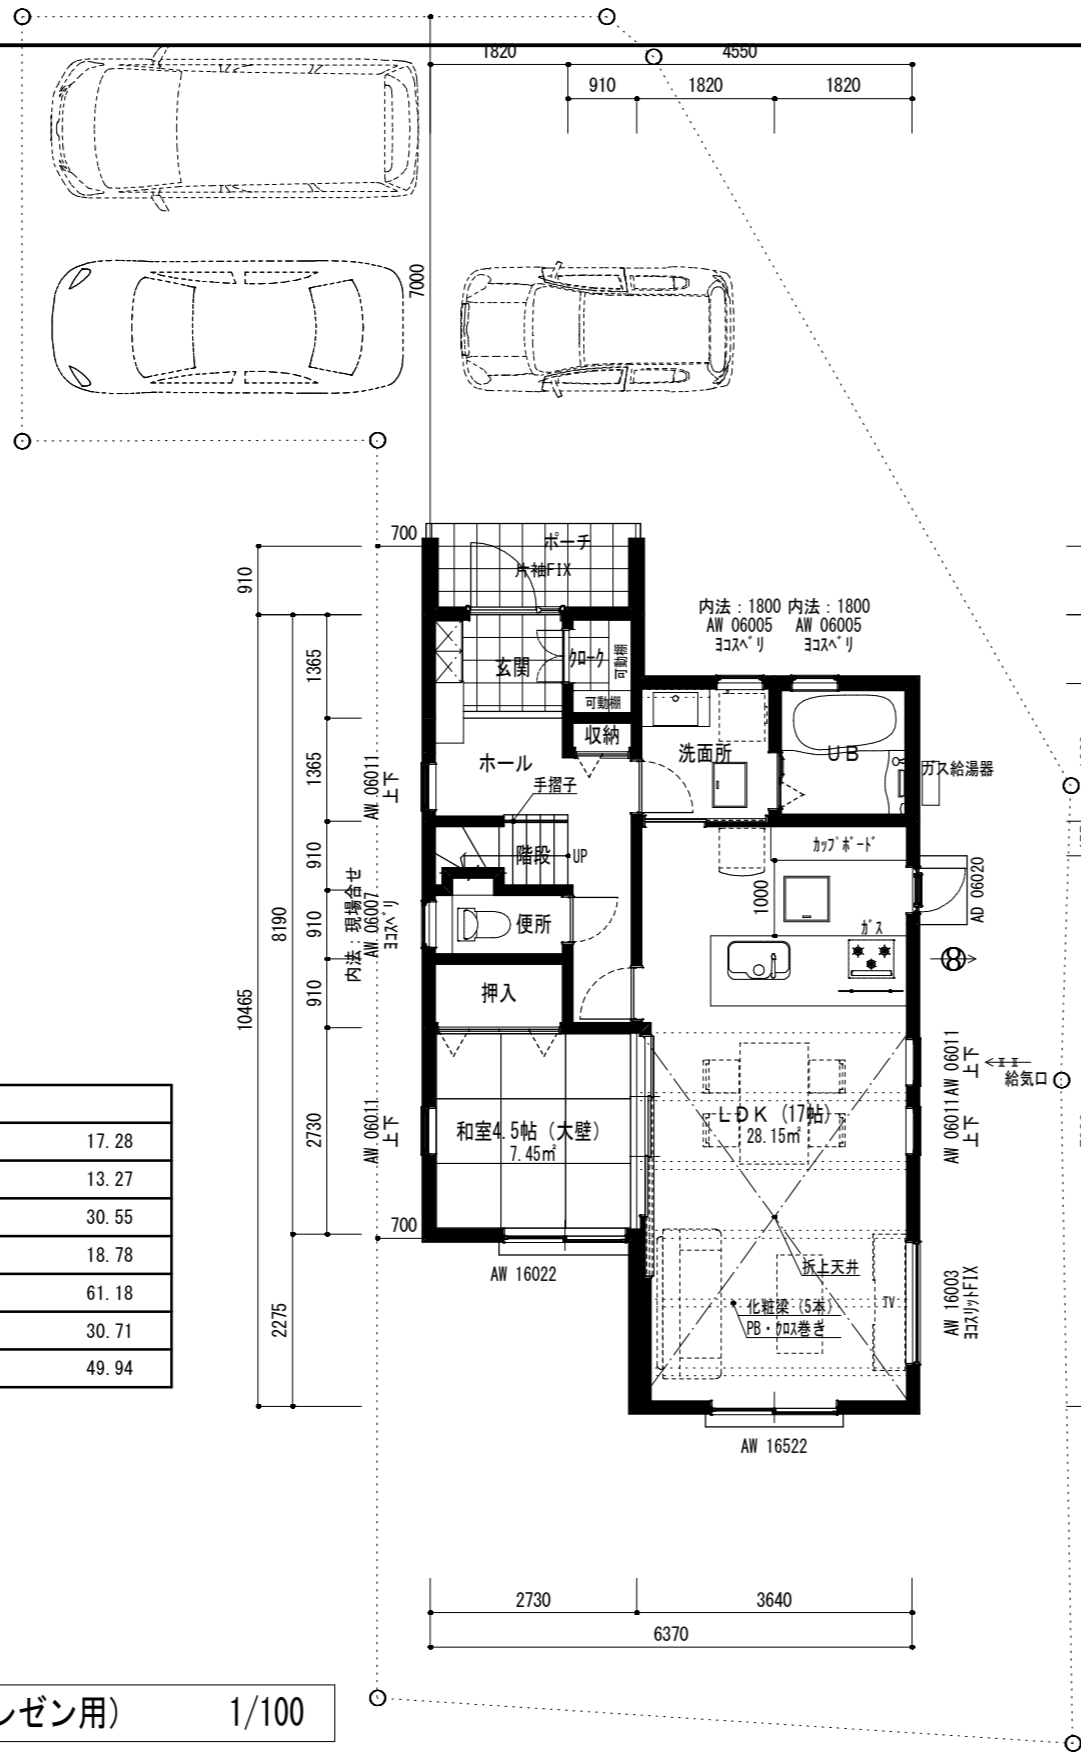 1820
4550
910
1820
1820
7000
700
ポーチ
片袖FIX
910
内法：1800
AW 06005
ヨコスベリ
内法：1800
AW 06005
ヨコスベリ
1365
玄関
クローク
可動棚
可動棚
収納
洗面所
UB
ガス給湯器
1365
AW 06011
上下
ホール
手摺子
910
階段
UP
カップボード
1000
AD 06020
8190
910
内法：現場合せ
AW 06007
ヨコスベリ
便所
ガス
10465
910
押入
AW 06011
上下
給気口
2730
AW 06011
上下
和室4.5帖（大壁）
7.45㎡
LDK（17帖）
28.15㎡
AW 06011
上下
17.28
13.27
30.55
18.78
61.18
30.71
49.94
700
AW 16022
折上天井
化粧梁（5本）
PB・クロス巻き
TV
AW 16003
ヨコスリットFIX
2275
AW 16522
2730
3640
6370
レゼン用）
1/100